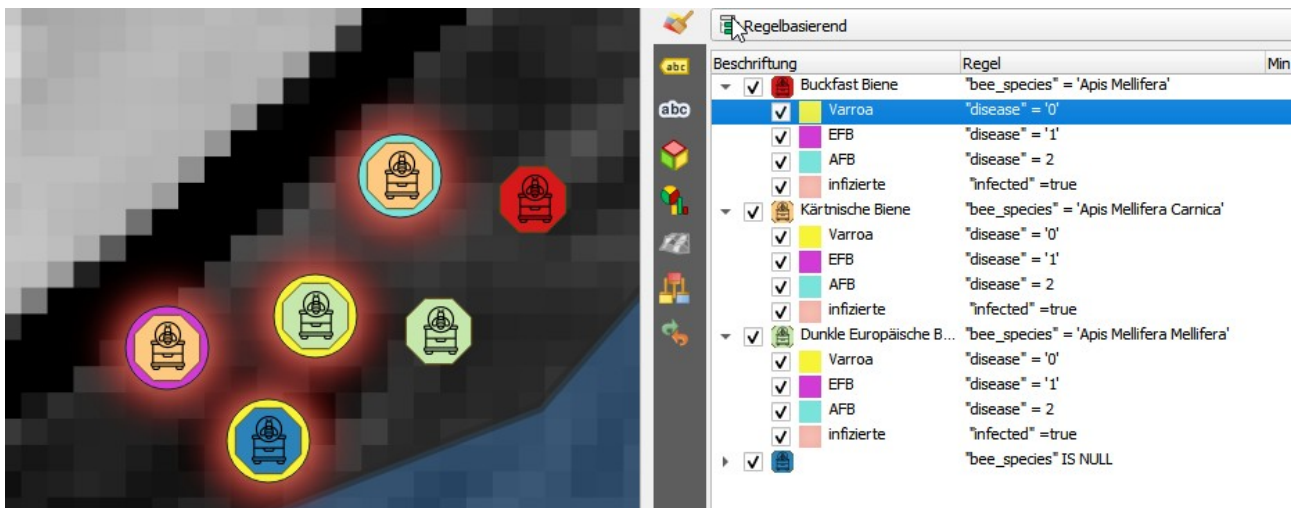 Regelbasierend
abc
abc
Beschriftung Regel Min
Buckfast Biene "bee_species" = 'Apis Mellifera'
Varroa "disease" = '0'
EFB "disease" = '1'
AFB "disease" = 2
infizierte "infected" =true
Kärtnische Biene "bee_species" = 'Apis Mellifera Carnica'
Varroa "disease" = '0'
EFB "disease" = '1'
AFB "disease" = 2
infizierte "infected" =true
Dunkle Europäische B... "bee_species" = 'Apis Mellifera Mellifera'
Varroa "disease" = '0'
EFB "disease" = '1'
AFB "disease" = 2
infizierte "infected" =true
"bee_species" IS NULL